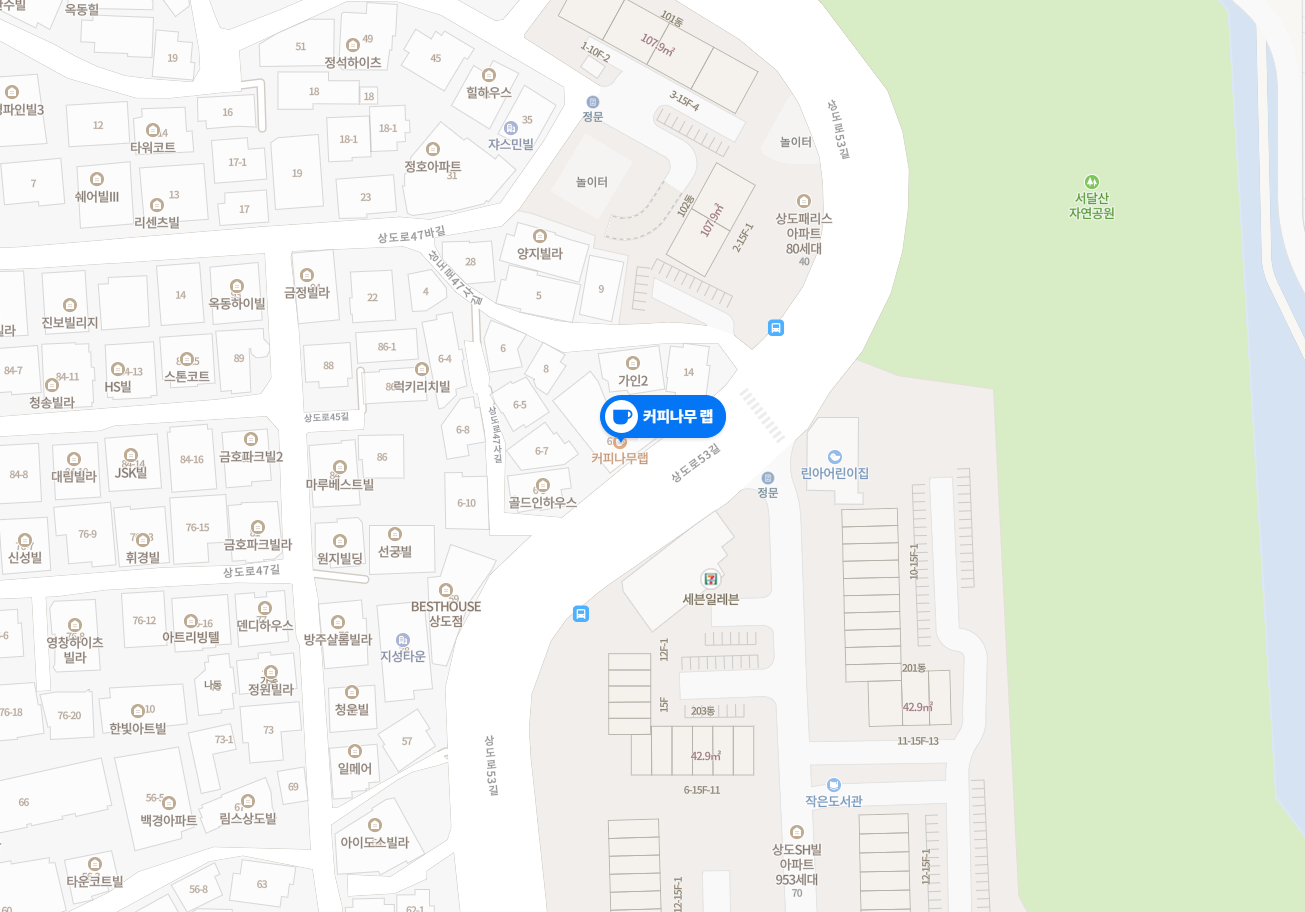 옥동힐
101동
107.9㎡
1-10F-2
49
정석하이츠
51
45
19
힐하우스
18
18
3-15F-4
정문
16
35
쟈스민빌
12
14
타워코트
18-1
18-1
놀이터
상도로53길
17-1
정호아파트
31
19
7
쉐어빌III
13
리센츠빌
23
17
놀이터
102동
107.9㎡
2-15F-1
상도패리스
아파트
80세대
40
서달산
자연공원
상도로47바길
양지빌라
28
상도로47사길
5
9
4
금정빌라
22
14
옥동하이빌
진보빌리지
86-1
6-4
6
8
가인2
14
88
89
스톤코트
HS빌
84-7
84-11
청송빌라
럭키리치빌
6-5
커피나무 랩
커피나무랩
상도로45길
상도로47사길
6-8
6-7
상도로53길
정문
린아어린이집
84-8
대림빌라
JSK빌
84-16
금호파크빌2
86
마루베스트빌
골드인하우스
6-10
76-9
76-15
신성빌
휘경빌
금호파크빌라
원지빌딩
선궁빌
10-15F-1
세븐일레븐
상도로47길
BESTHOUSE
상도점
76-12
아트리빙텔
덴디하우스
방주샬롬빌라
지성타운
영창하이츠
빌라
12F-1
15F
203동
201동
42.9㎡
42.9㎡
11-15F-13
6-15F-11
나동
정원빌라
76-18
76-20
10
한빛아트빌
청운빌
73-1
73
57
일메어
상도로53길
69
66
56-5
백경아파트
67
림스상도빌
작은도서관
아이도스빌라
상도SH빌
아파트
953세대
70
타운코트빌
56-8
63
60
62-1
12-15F-1
12-15F-1